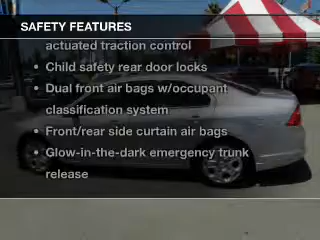 SAFETY FEATURES
actuated traction control
• Child safety rear door locks
• Dual front air bags w/occupant
classification system
• Front/rear side curtain air bags
• Glow-in-the-dark emergency trunk
release